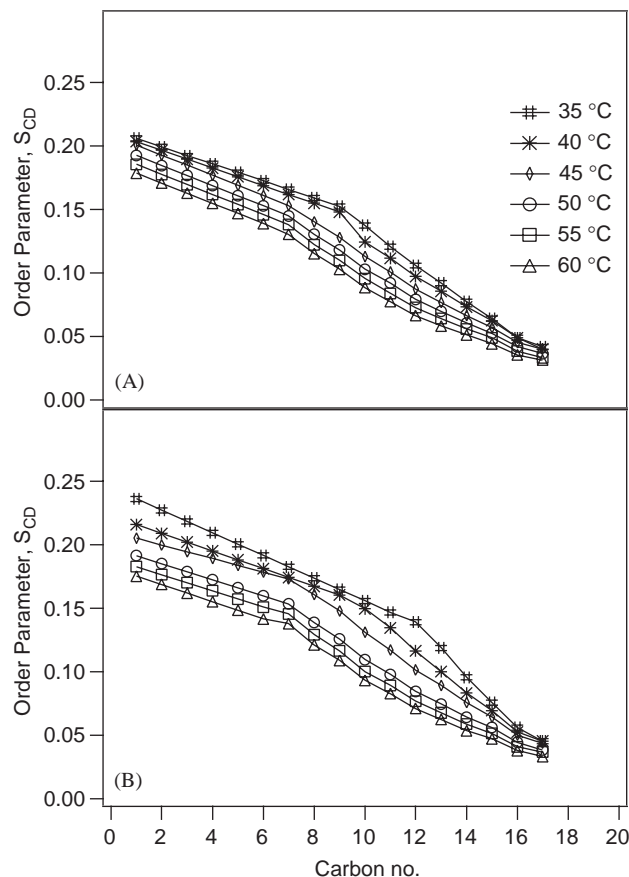 Order Parameter, S_CD
0.25
0.20
0.15
0.10
0.05
0.00
35 °C
40 °C
45 °C
50 °C
55 °C
60 °C
(A)
Order Parameter, S_CD
0.25
0.20
0.15
0.10
0.05
0.00
(B)
0 2 4 6 8 10 12 14 16 18 20
Carbon no.